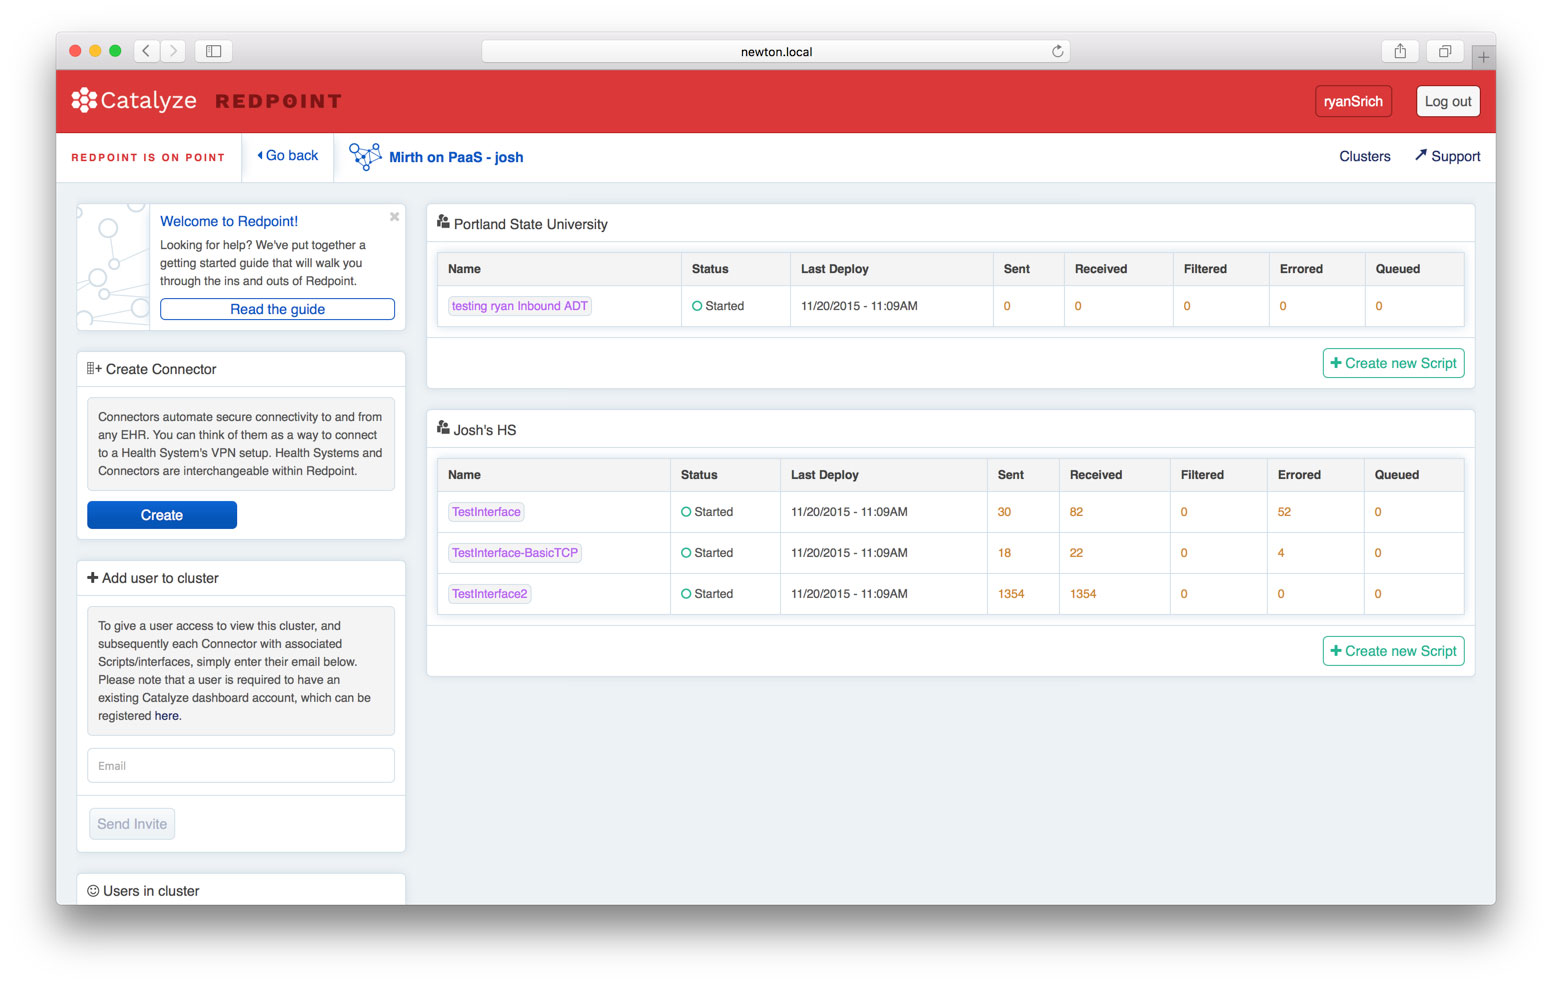 newton.local
Catalyze REDPOINT
ryanSrich
Log out
REDPOINT IS ON POINT
Go back
Mirth on PaaS - josh
Clusters
Support
Welcome to Redpoint!
Looking for help? We've put together a
getting started guide that will walk you
through the ins and outs of Redpoint.
Read the guide
Create Connector
Connectors automate secure connectivity to and from
any EHR. You can think of them as a way to connect
to a Health System's VPN setup. Health Systems and
Connectors are interchangeable within Redpoint.
Create
Add user to cluster
To give a user access to view this cluster, and
subsequently each Connector with associated
Scripts/interfaces, simply enter their email below.
Please note that a user is required to have an
existing Catalyze dashboard account, which can be
registered here.
Email
Send Invite
Users in cluster
Portland State University
Name Status Last Deploy Sent Received Filtered Errored Queued
testing ryan Inbound ADT Started 11/20/2015 - 11:09AM 0 0 0 0 0
+ Create new Script
Josh's HS
Name Status Last Deploy Sent Received Filtered Errored Queued
TestInterface Started 11/20/2015 - 11:09AM 30 82 0 52 0
TestInterface-BasicTCP Started 11/20/2015 - 11:09AM 18 22 0 4 0
TestInterface2 Started 11/20/2015 - 11:09AM 1354 1354 0 0 0
+ Create new Script